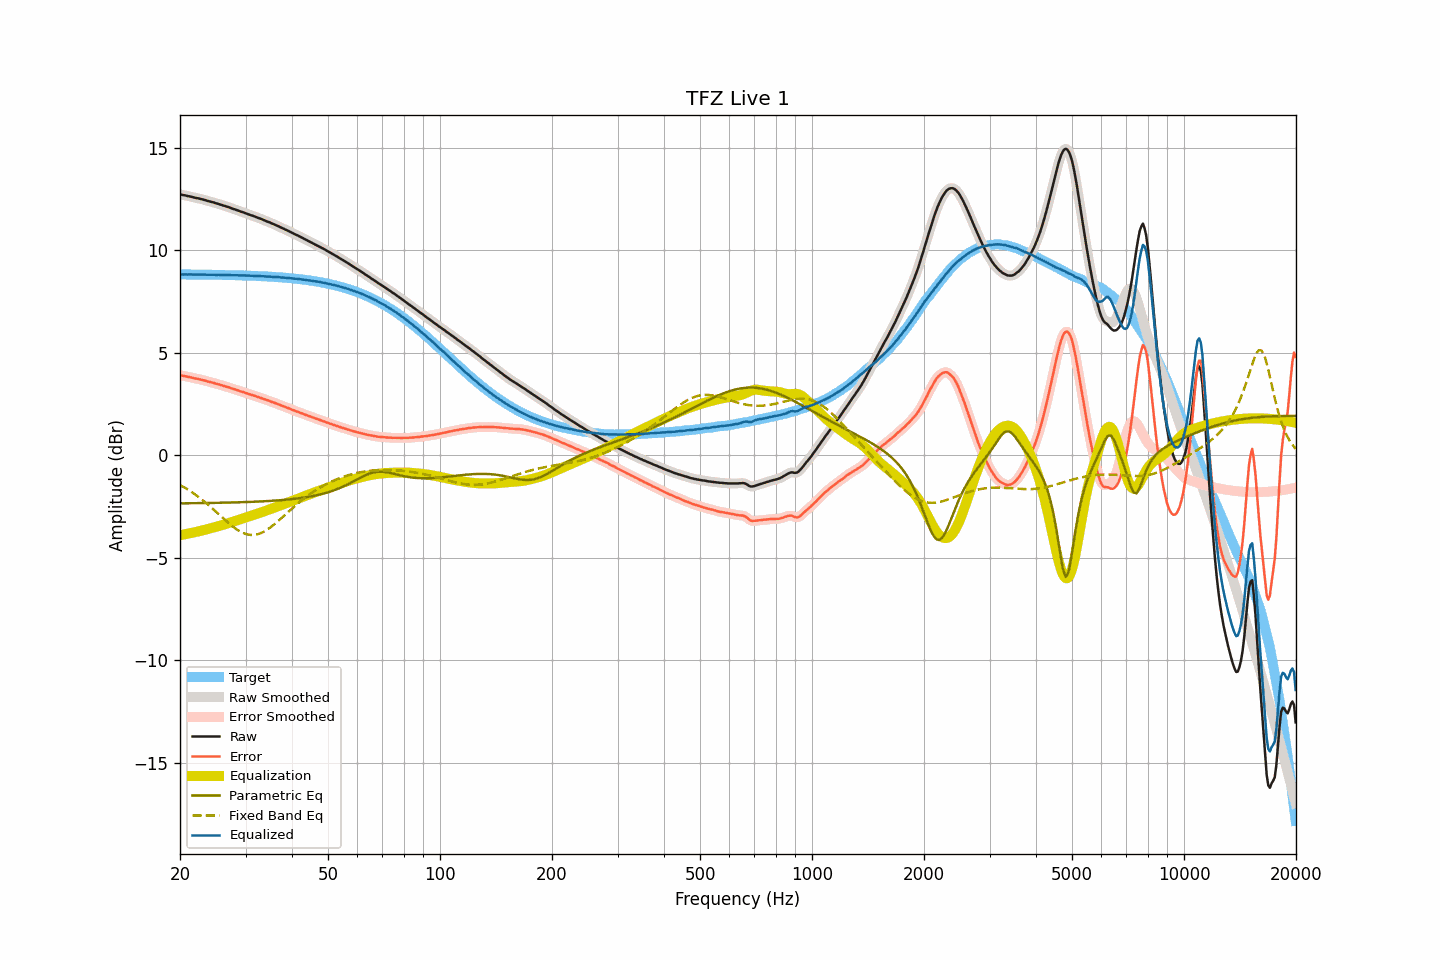 TFZ Live 1
15
10
5
0
−5
−10
−15
Amplitude (dBr)
Target
Raw Smoothed
Error Smoothed
Raw
Error
Equalization
Parametric Eq
Fixed Band Eq
Equalized
20 50 100 200 500 1000 2000 5000 10000 20000
Frequency (Hz)